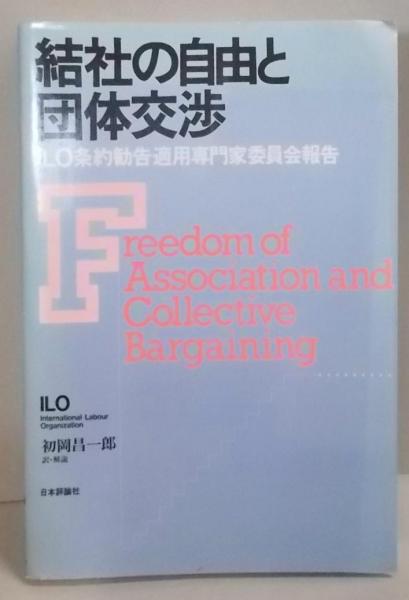 結社の自由と
団体交渉
ILO条約勧告適用専門家委員会報告
Freedom of
Association and
Collective
Bargaining
ILO
International Labour
Organization
初岡昌一郎
訳・解論
日本評論社